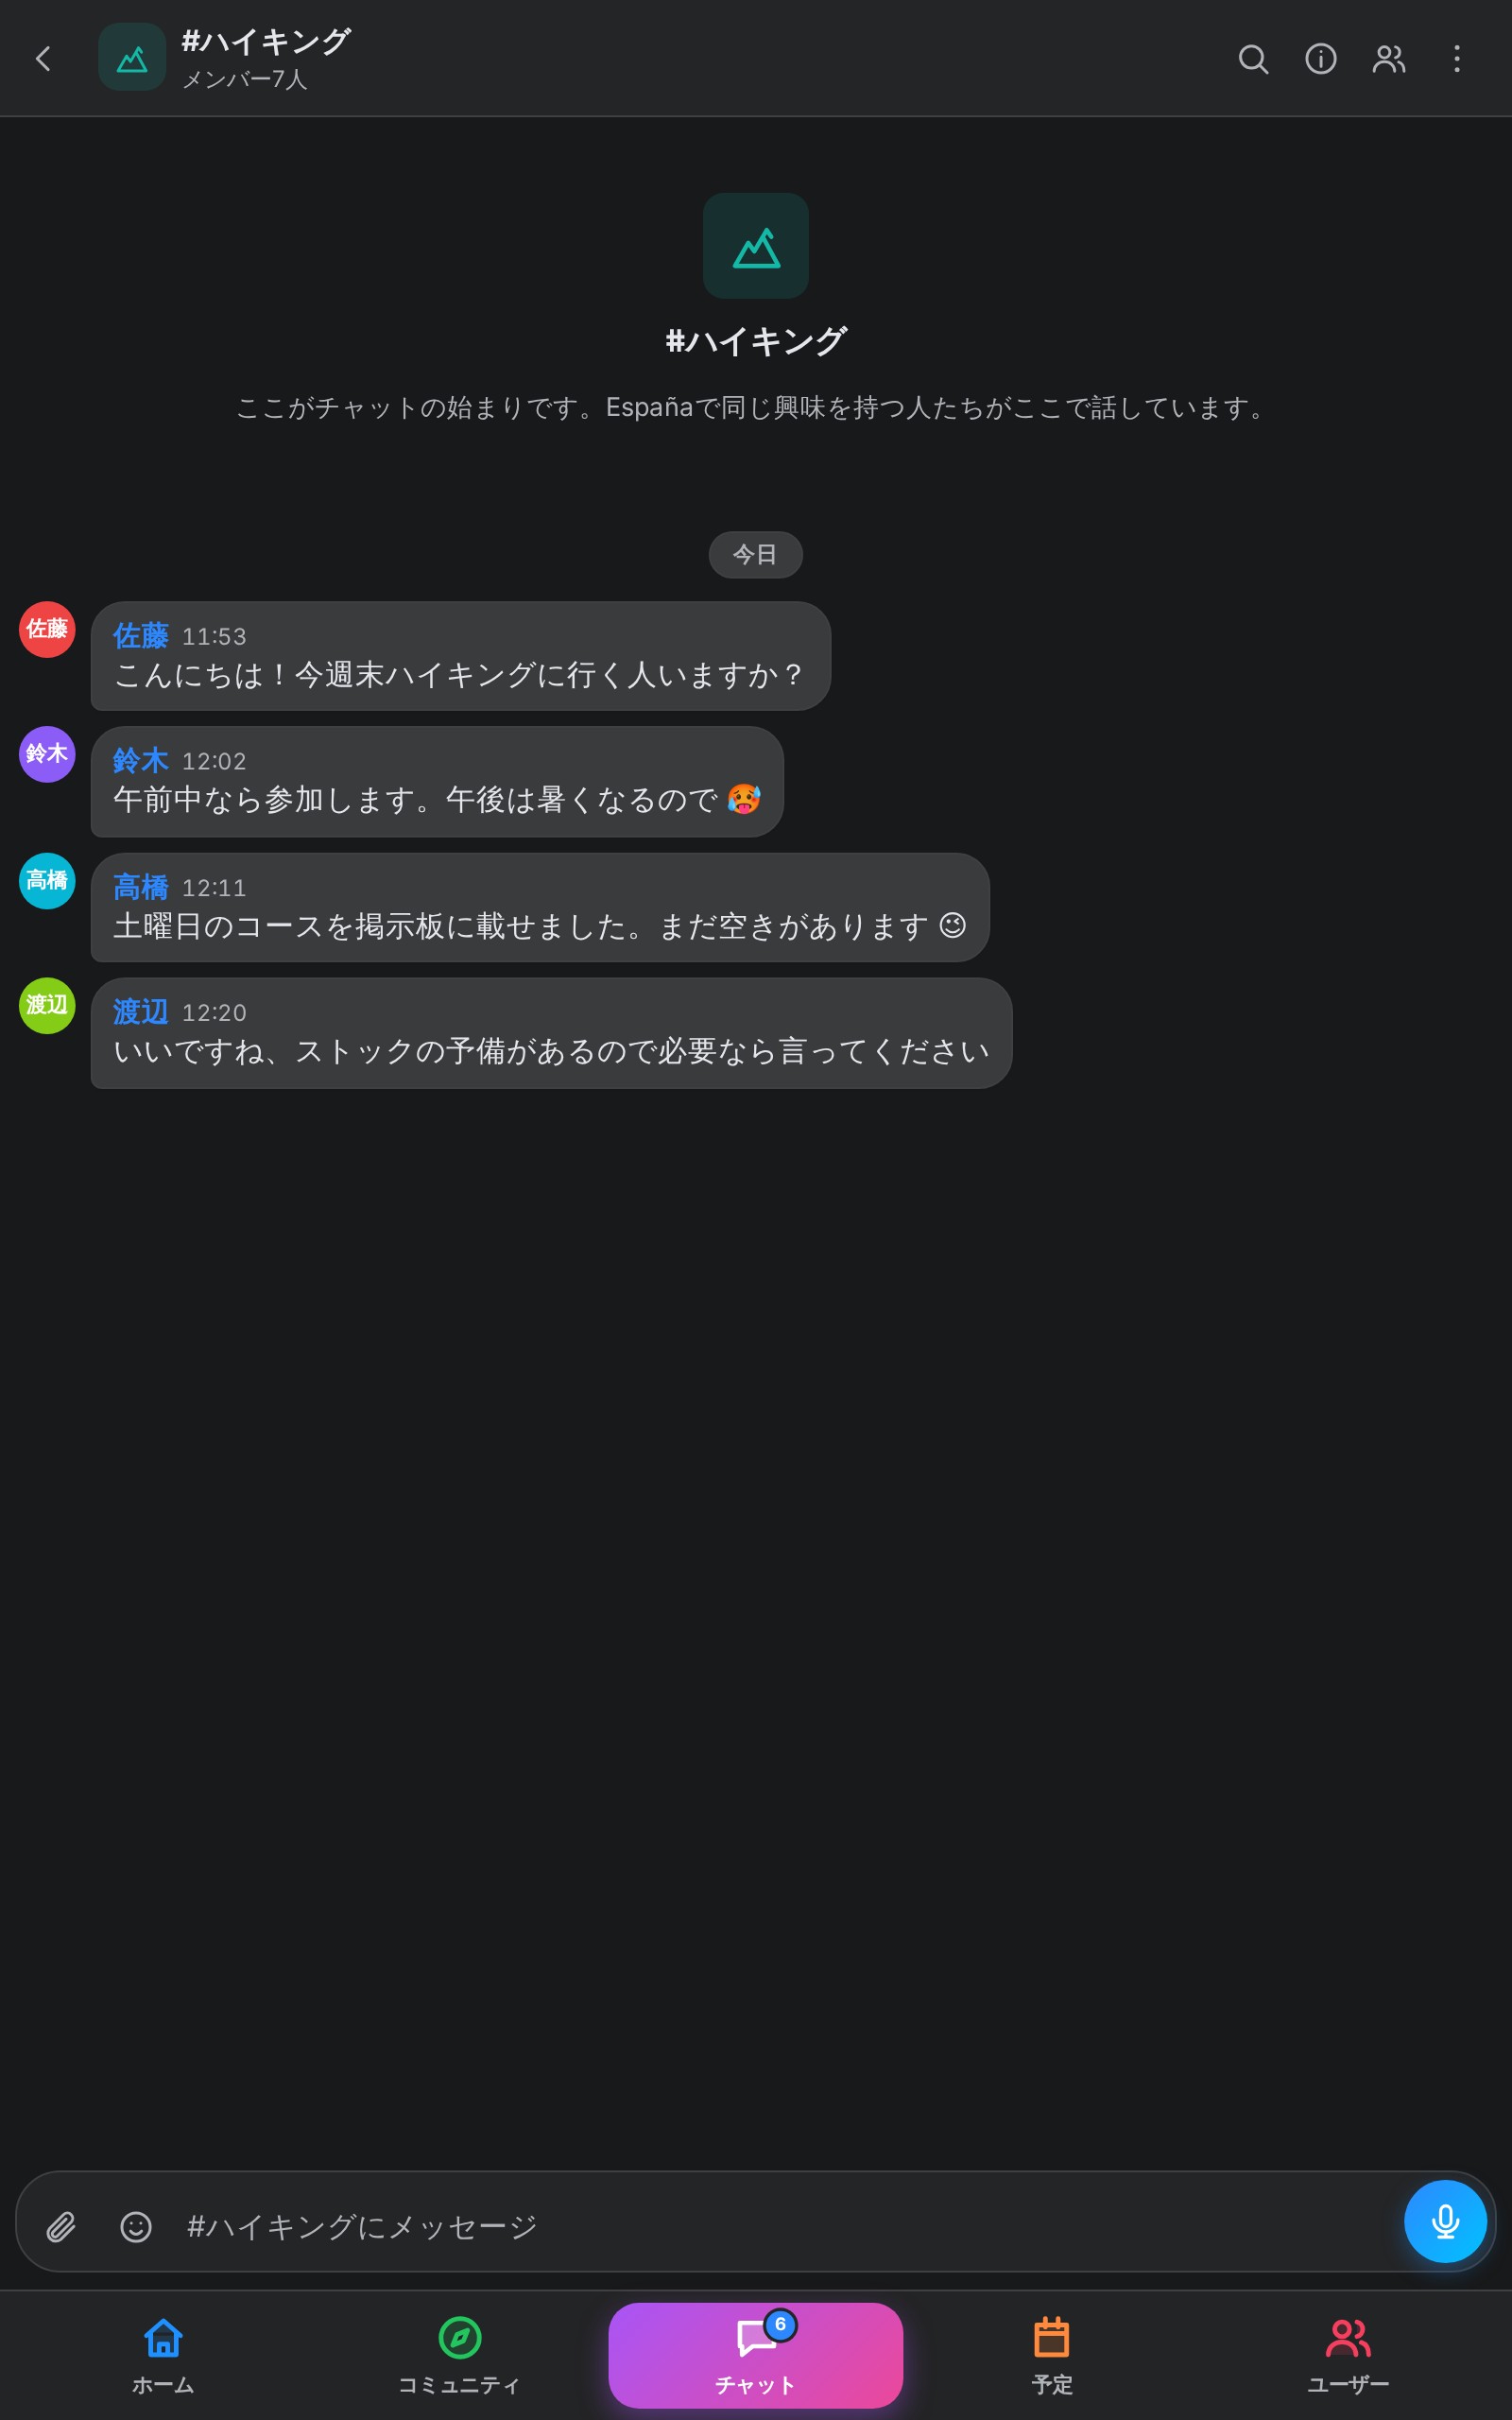 #ハイキング
メンバー7人
#ハイキング
ここがチャットの始まりです。Españaで同じ興味を持つ人たちがここで話しています。
今日
佐藤
佐藤 11:53
こんにちは！今週末ハイキングに行く人いますか？
鈴木
鈴木 12:02
午前中なら参加します。午後は暑くなるので 🥵
高橋
高橋 12:11
土曜日のコースを掲示板に載せました。まだ空きがあります 😉
渡辺
渡辺 12:20
いいですね、ストックの予備があるので必要なら言ってください
#ハイキングにメッセージ
6
ホーム
コミュニティ
チャット
予定
ユーザー